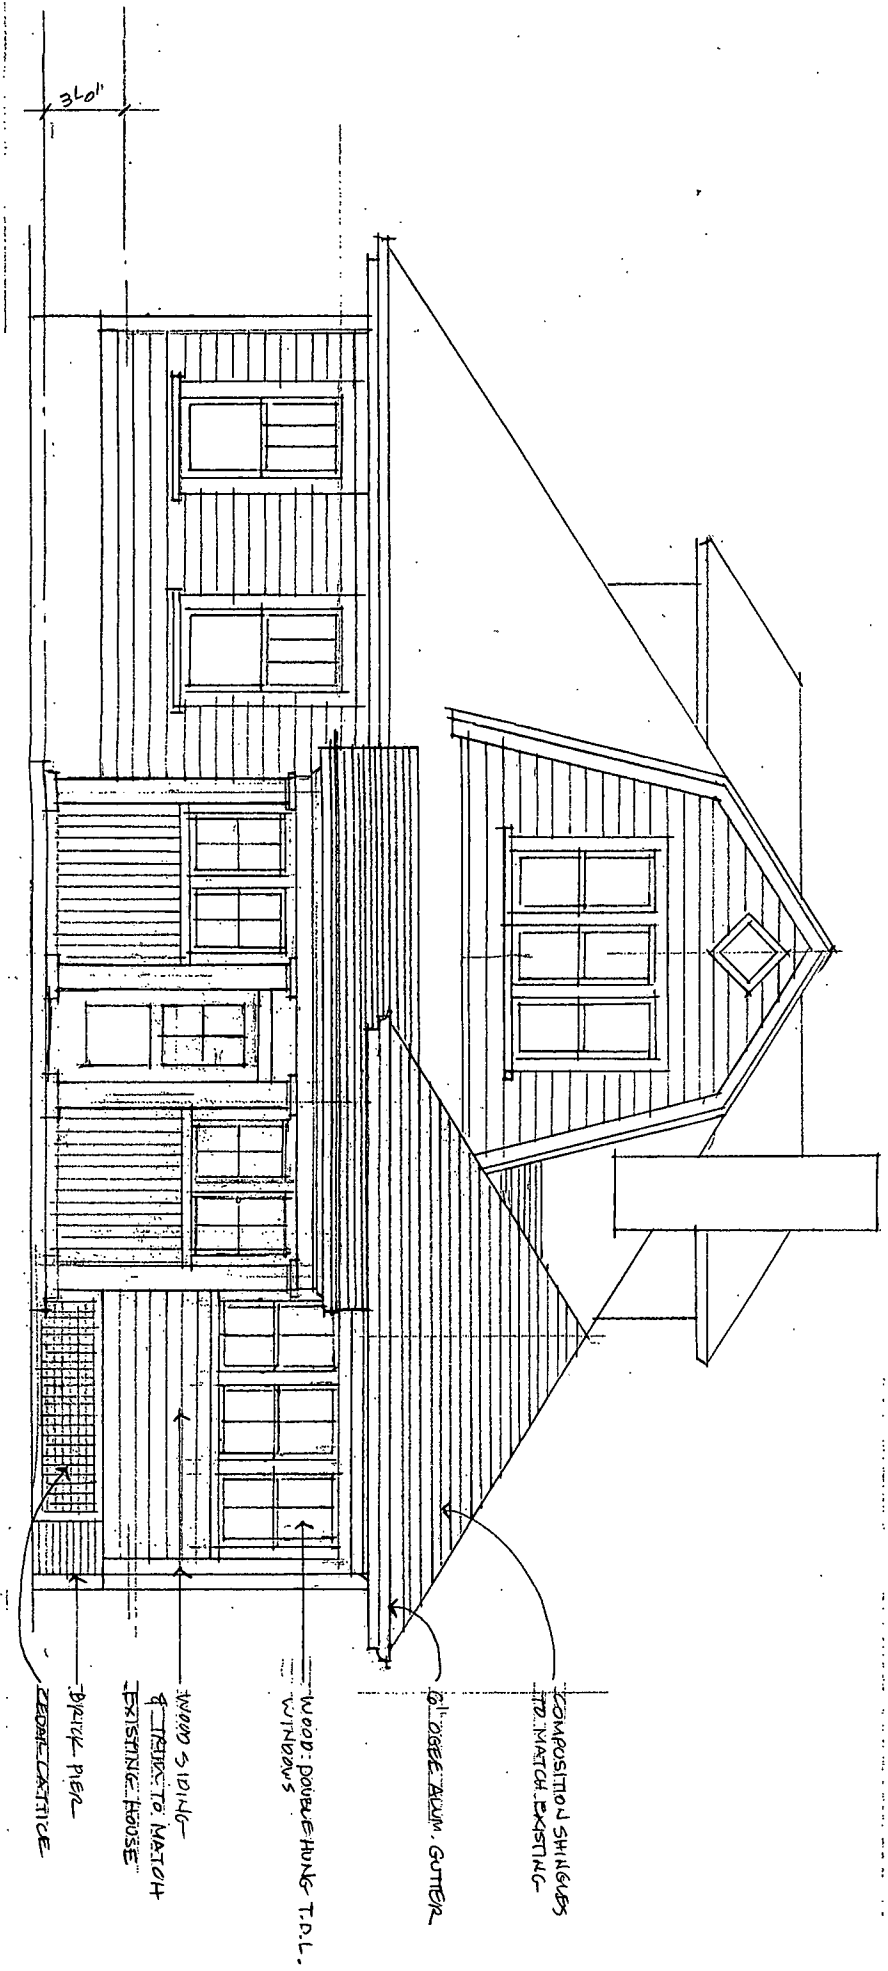 3'-0"
COMPOSITION SHINGLES
TO MATCH EXISTING
6" OGEE ALUM. GUTTER
WOOD DOUBLE HUNG T.D.L.
WINDOWS
WOOD SIDING
& TRIM TO MATCH
EXISTING HOUSE
BRICK PIER
CEDAR LATTICE